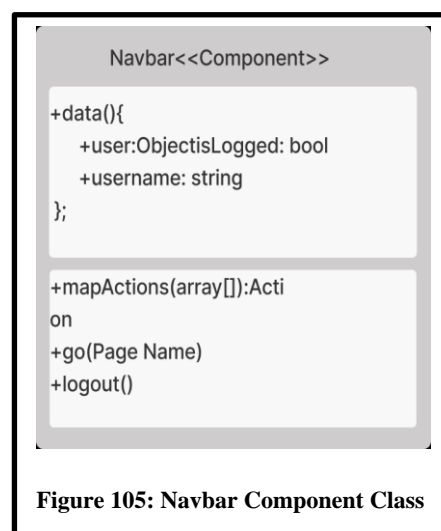 Navbar<<Component>>
+data(){
+user:ObjectisLogged: bool
+username: string
};
+mapActions(array[]):Acti
on
+go(Page Name)
+logout()
Figure 105: Navbar Component Class